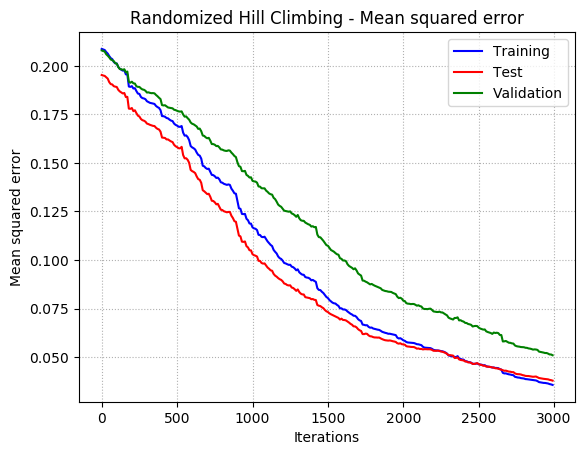 Randomized Hill Climbing - Mean squared error
Training
Test
Validation
Mean squared error
0.200
0.175
0.150
0.125
0.100
0.075
0.050
0
500
1000
1500
2000
2500
3000
Iterations